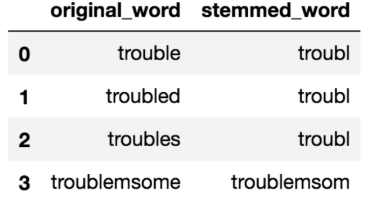 original_word stemmed_word
0 trouble troubl
1 troubled troubl
2 troubles troubl
3 troublemsome troublemsom